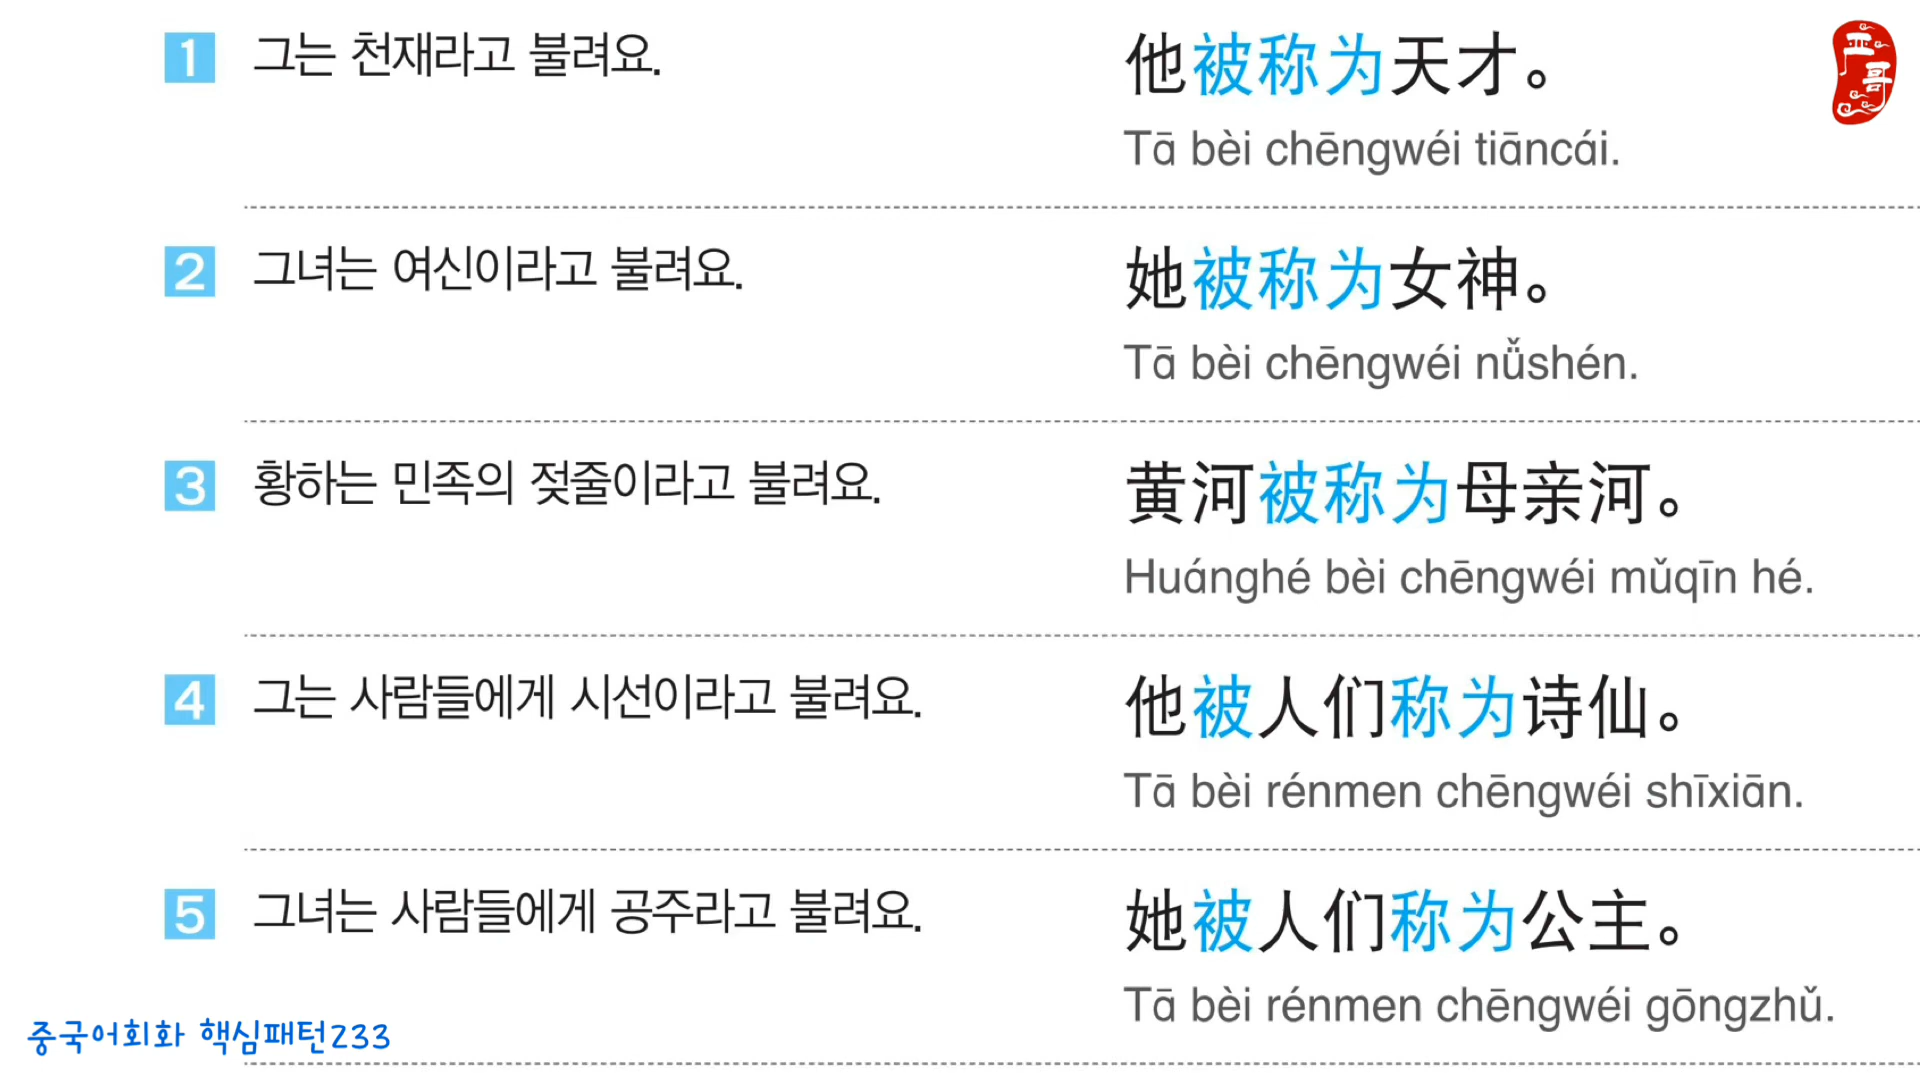 1 그는 천재라고 불려요. 他被称为天才。
Tā bèi chēngwéi tiāncái.
2 그녀는 여신이라고 불려요. 她被称为女神。
Tā bèi chēngwéi nǚshén.
3 황하는 민족의 젖줄이라고 불려요. 黄河被称为母亲河。
Huánghé bèi chēngwéi mǔqīn hé.
4 그는 사람들에게 시선이라고 불려요. 他被人们称为诗仙。
Tā bèi rénmen chēngwéi shīxiān.
5 그녀는 사람들에게 공주라고 불려요. 她被人们称为公主。
Tā bèi rénmen chēngwéi gōngzhǔ.
중국어회화 핵심패턴233